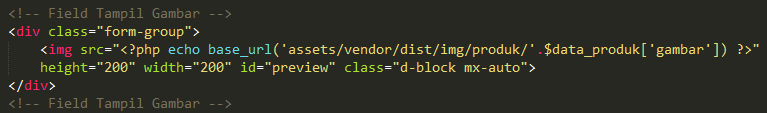 <!-- Field Tampil Gambar -->
<div class="form-group">
<img src="<?php echo base_url('assets/vendor/dist/img/produk/'.$data_produk['gambar']) ?>"
height="200" width="200" id="preview" class="d-block mx-auto">
</div>
<!-- Field Tampil Gambar -->